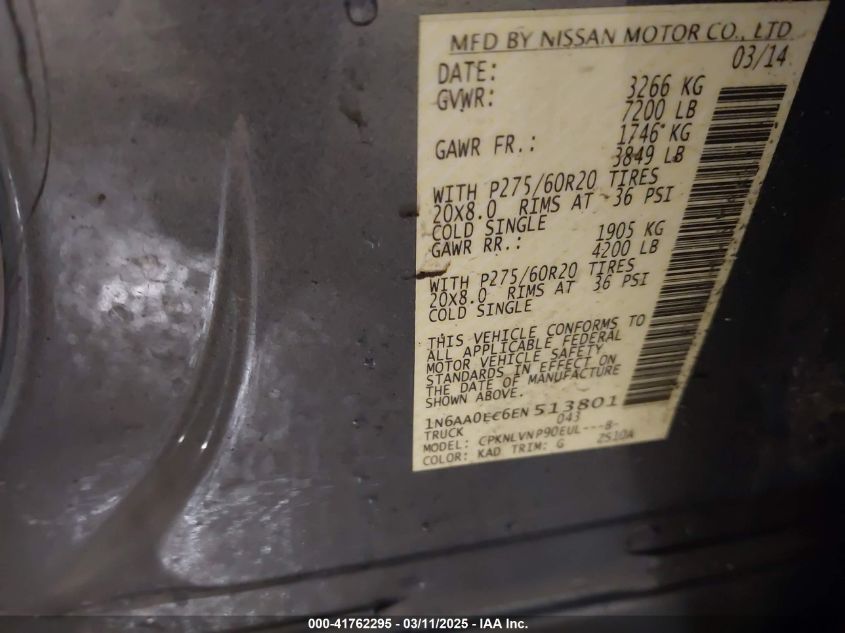 MFD BY NISSAN MOTOR CO., LTD
DATE: 03/14
GVWR: 3266 KG
7200 LB
GAWR FR.: 1746 KG
3849 LB
WITH P275/60R20 TIRES
20X8.0 RIMS AT 36 PSI
COLD SINGLE
GAWR RR.: 1905 KG
4200 LB
WITH P275/60R20 TIRES
20X8.0 RIMS AT 36 PSI
COLD SINGLE
THIS VEHICLE CONFORMS TO
ALL APPLICABLE FEDERAL
MOTOR VEHICLE SAFETY
STANDARDS IN EFFECT ON
THE DATE OF MANUFACTURE
SHOWN ABOVE.
1N6AA0EC6EN513801
TRUCK 043
MODEL: CPKNLVNP90EUL---8-
COLOR: KAD TRIM: G ZS10A
000-41762295 - 03/11/2025 - IAA Inc.